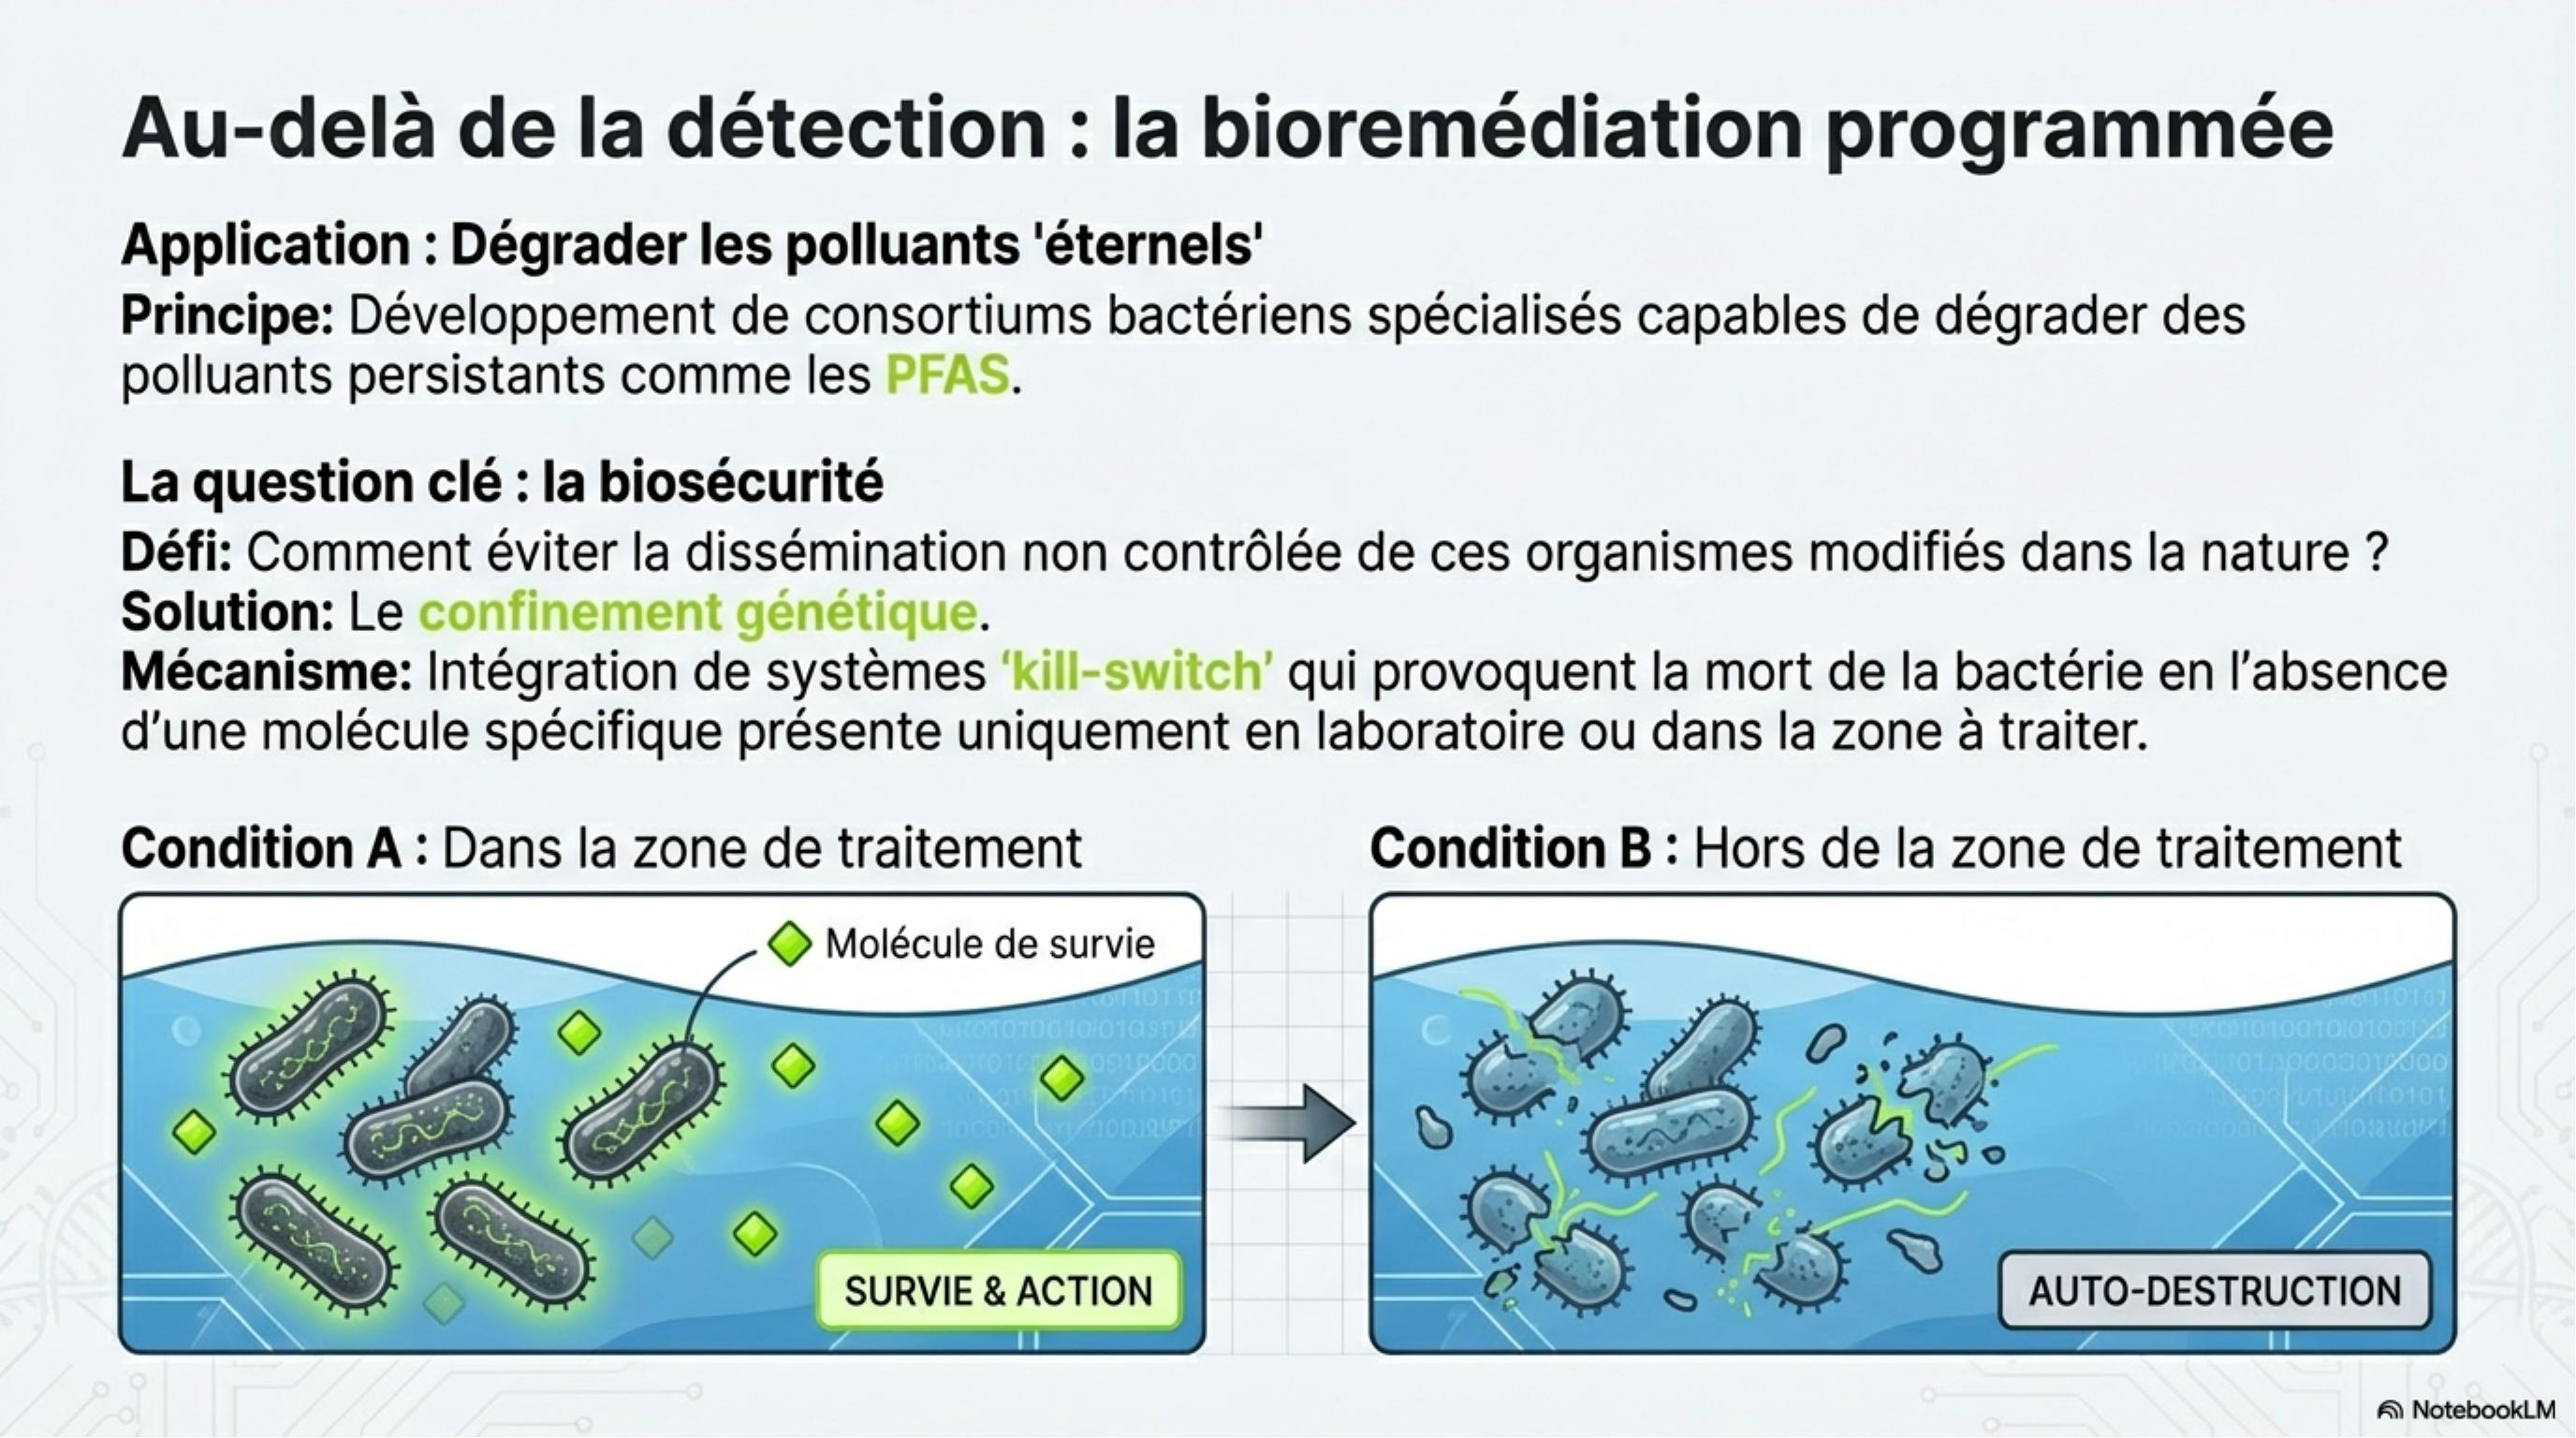 Au-delà de la détection : la bioremédiation programmée
Application : Dégrader les polluants 'éternels'
Principe: Développement de consortiums bactériens spécialisés capables de dégrader des
polluants persistants comme les PFAS.
La question clé : la biosécurité
Défi: Comment éviter la dissémination non contrôlée de ces organismes modifiés dans la nature ?
Solution: Le confinement génétique.
Mécanisme: Intégration de systèmes ‘kill-switch’ qui provoquent la mort de la bactérie en l’absence
d’une molécule spécifique présente uniquement en laboratoire ou dans la zone à traiter.
Condition A : Dans la zone de traitement
Molécule de survie
SURVIE & ACTION
Condition B : Hors de la zone de traitement
AUTO-DESTRUCTION
NotebookLM